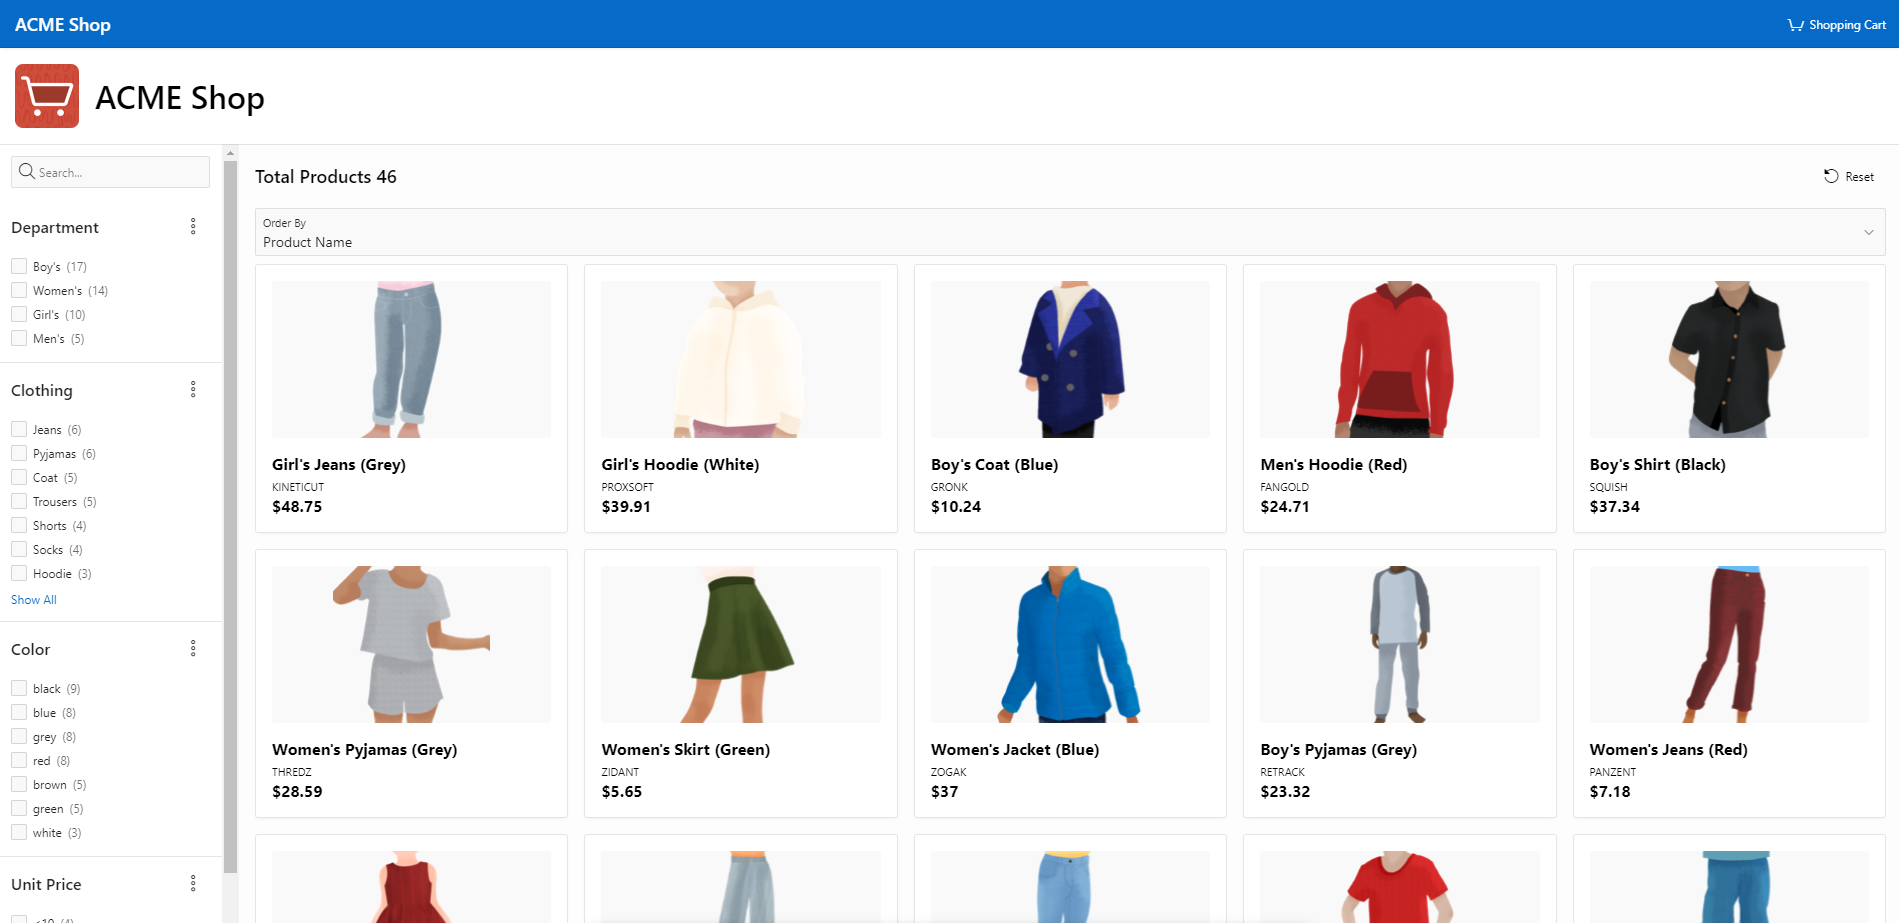 ACME Shop
Shopping Cart
ACME Shop
Search...
Department
Boy's (17)
Women's (14)
Girl's (10)
Men's (5)
Clothing
Jeans (6)
Pyjamas (6)
Coat (5)
Trousers (5)
Shorts (4)
Socks (4)
Hoodie (3)
Show All
Color
black (9)
blue (8)
grey (8)
red (8)
brown (5)
green (5)
white (3)
Unit Price
Total Products 46
Reset
Order By
Product Name
Girl's Jeans (Grey)
KINETICUT
$48.75
Girl's Hoodie (White)
PROXSOFT
$39.91
Boy's Coat (Blue)
GRONK
$10.24
Men's Hoodie (Red)
FANGOLD
$24.71
Boy's Shirt (Black)
SQUISH
$37.34
Women's Pyjamas (Grey)
THREDZ
$28.59
Women's Skirt (Green)
ZIDANT
$5.65
Women's Jacket (Blue)
ZOGAK
$37
Boy's Pyjamas (Grey)
RETRACK
$23.32
Women's Jeans (Red)
PANZENT
$7.18